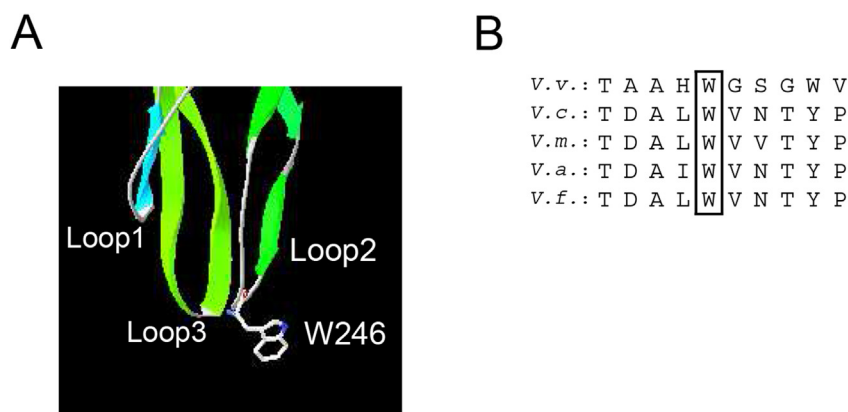 A
Loop1
Loop2
Loop3
W246
B
V.v.: T A A H W G S G W V
V.c.: T D A L W V N T Y P
V.m.: T D A L W V V T Y P
V.a.: T D A I W V N T Y P
V.f.: T D A L W V N T Y P